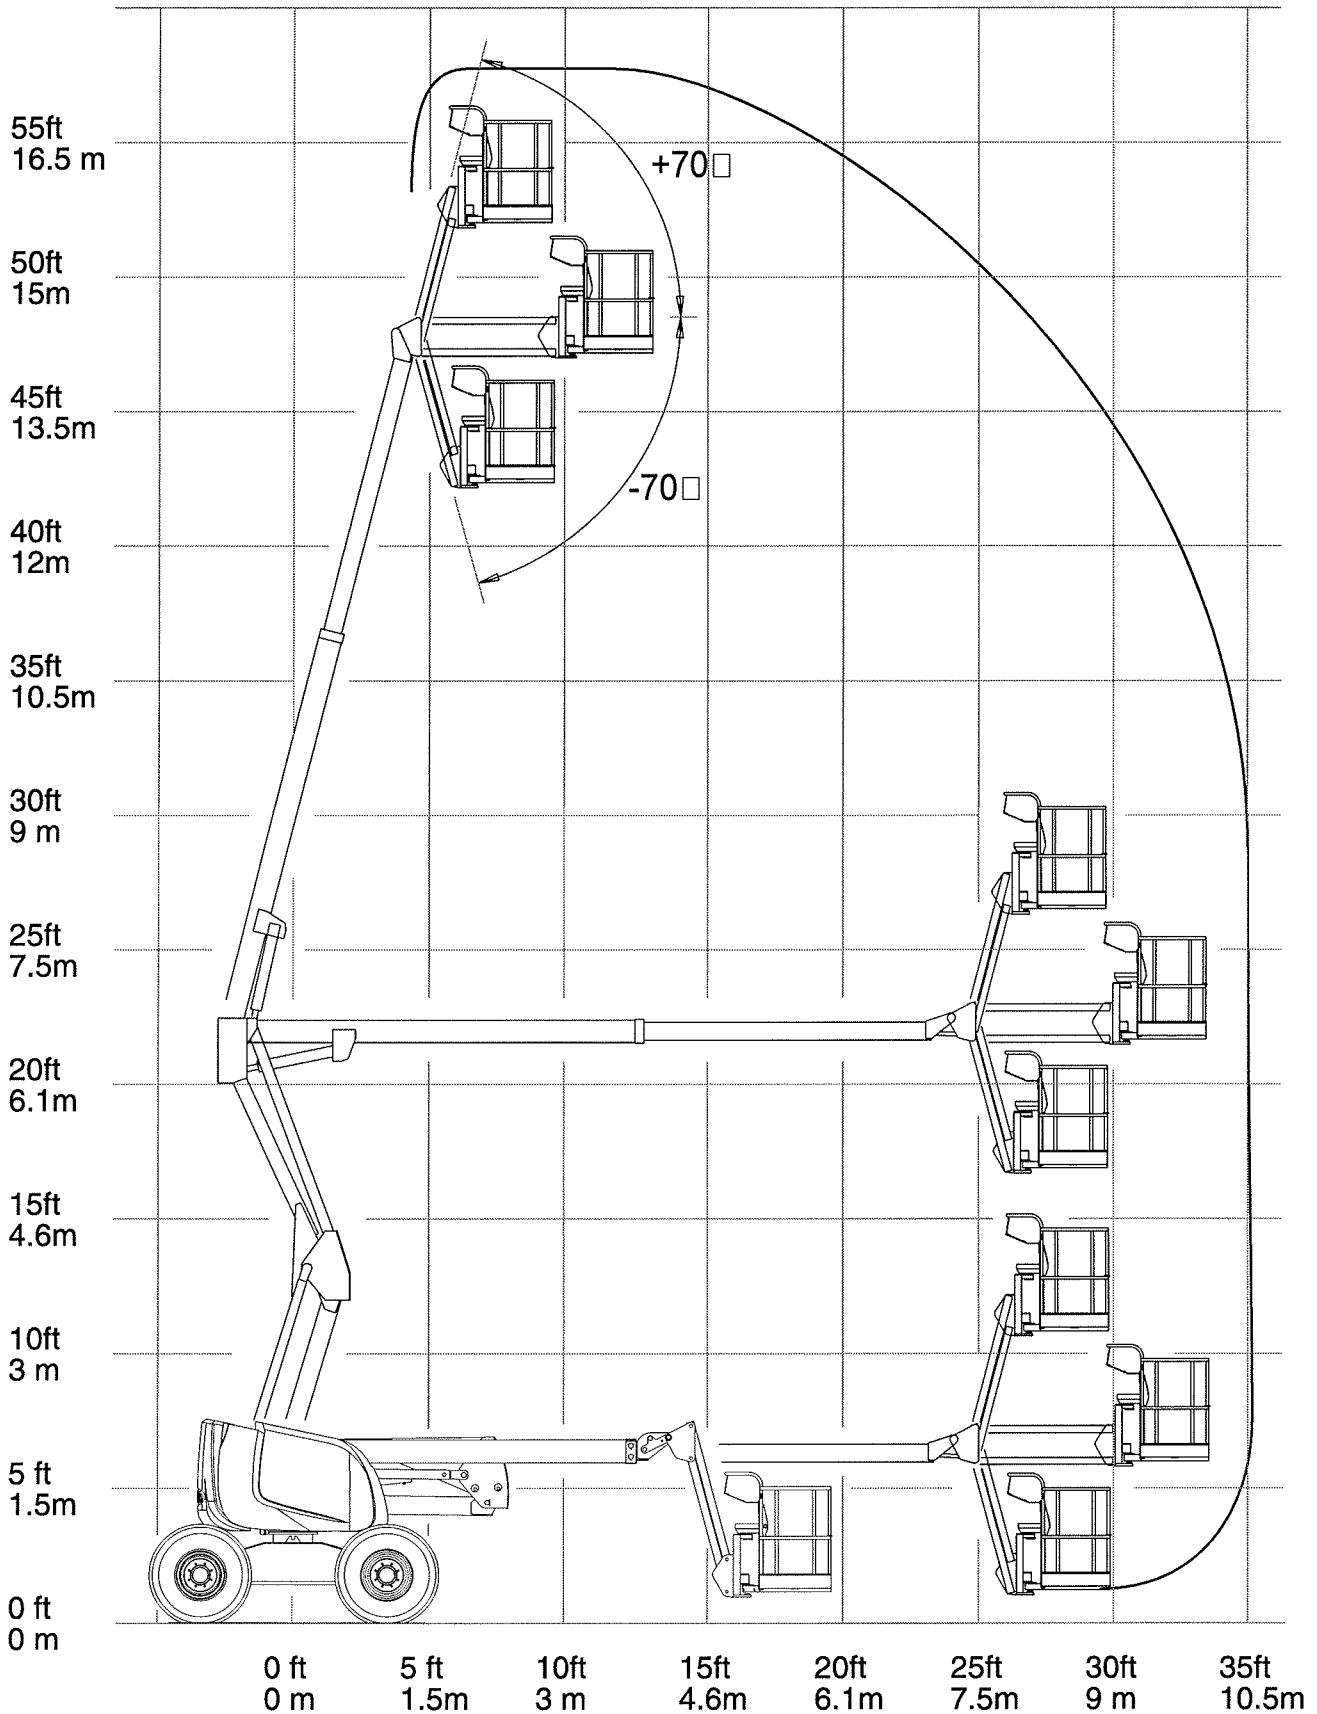 55ft
16.5 m
+70□
50ft
15m
45ft
13.5m
-70□
40ft
12m
35ft
10.5m
30ft
9 m
25ft
7.5m
20ft
6.1m
15ft
4.6m
10ft
3 m
5 ft
1.5m
0 ft
0 m
0 ft 5 ft 10ft 15ft 20ft 25ft 30ft 35ft
0 m 1.5m 3 m 4.6m 6.1m 7.5m 9 m 10.5m